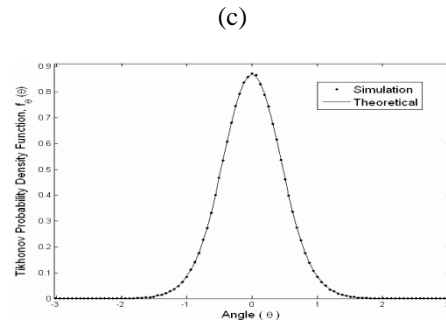 (c)
Tikhonov Probability Density Function, f_θ(θ)
0.9
0.8
0.7
0.6
0.5
0.4
0.3
0.2
0.1
0
Simulation
Theoretical
-3 -2 -1 0 1 2 3
Angle ( θ )